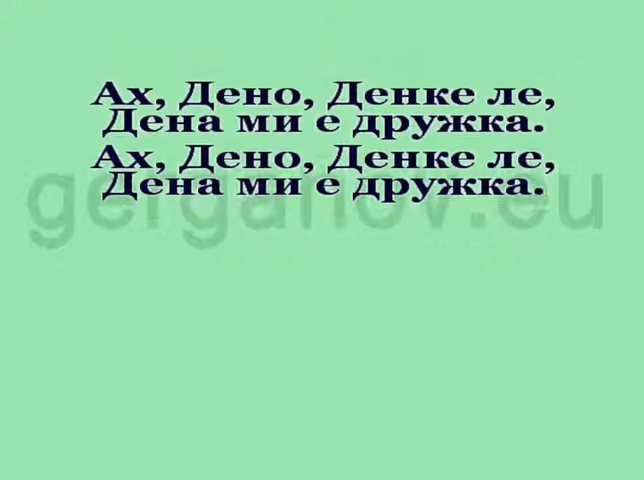 Ах, Дено, Денке ле,
Дена ми е дружка.
Ах, Дено, Денке ле,
Дена ми е дружка.
gerganov.eu